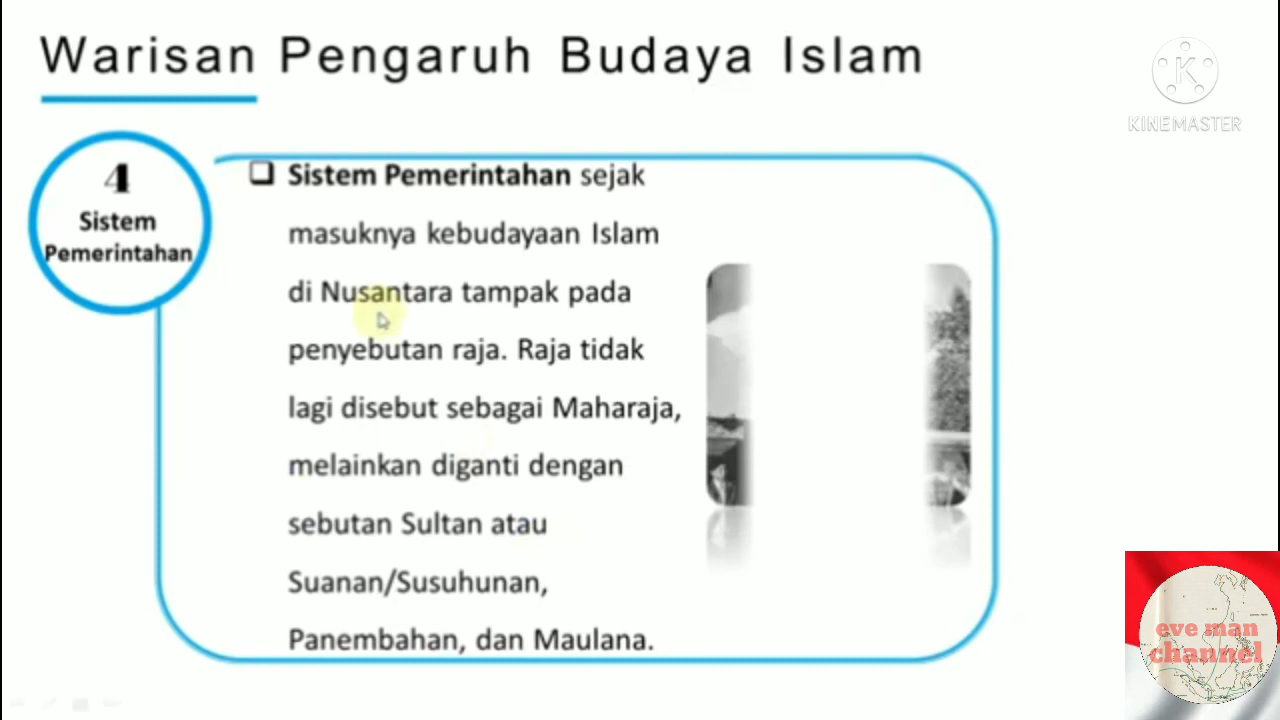 Warisan Pengaruh Budaya Islam
KINEMASTER
4
Sistem
Pemerintahan
Sistem Pemerintahan sejak
masuknya kebudayaan Islam
di Nusantara tampak pada
penyebutan raja. Raja tidak
lagi disebut sebagai Maharaja,
melainkan diganti dengan
sebutan Sultan atau
Suanan/Susuhunan,
Panembahan, dan Maulana.
eve man
channel